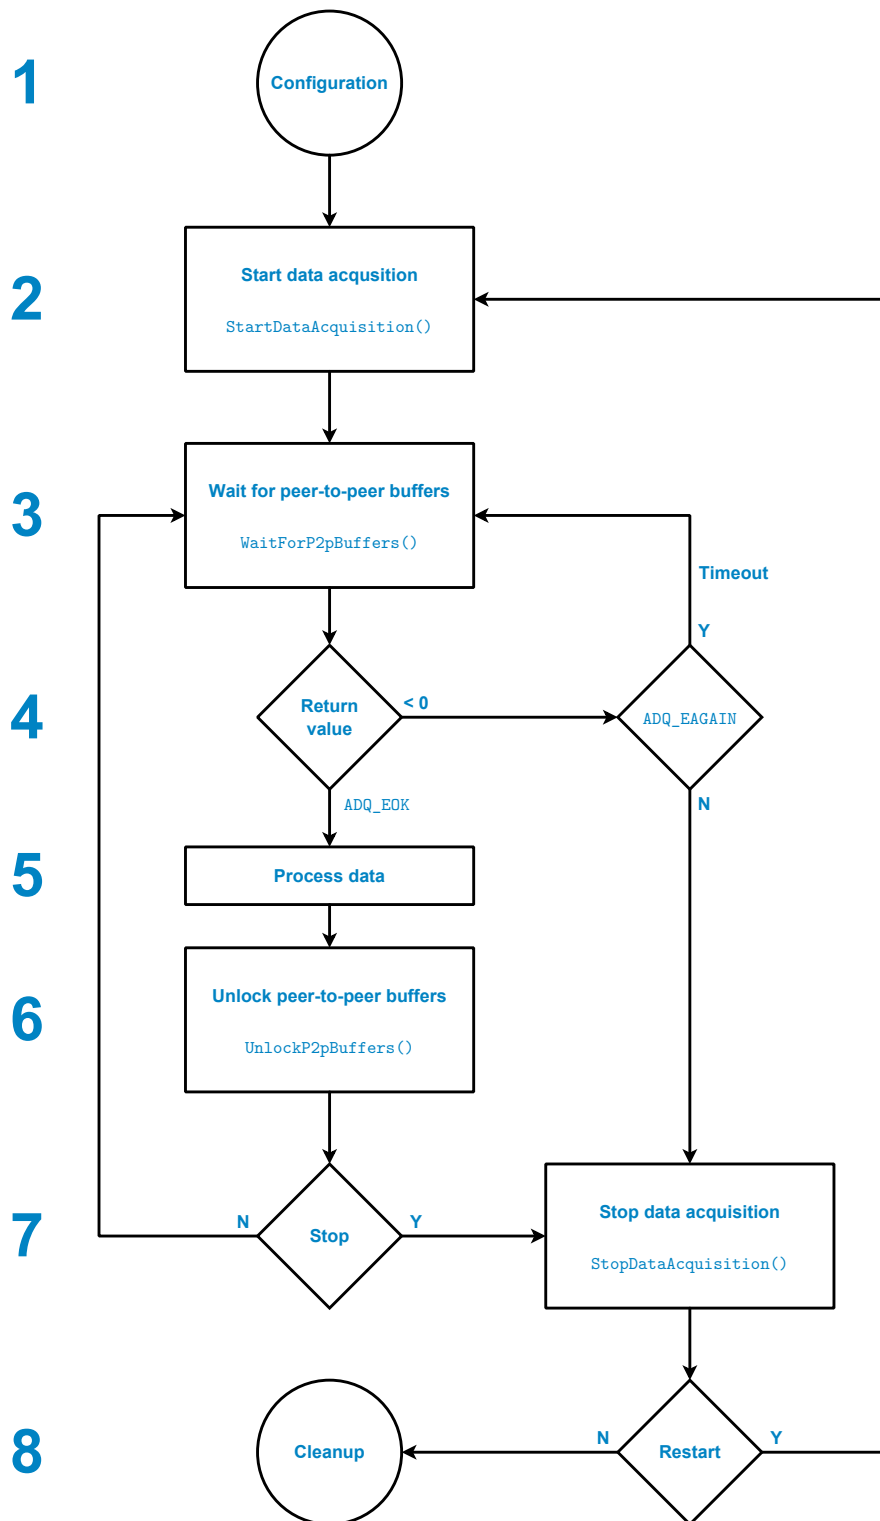 1
Configuration
2
Start data acqusition
StartDataAcquisition()
3
Wait for peer-to-peer buffers
WaitForP2pBuffers()
Timeout
Y
4
Return
value
< 0
ADQ_EAGAIN
ADQ_EOK
N
5
Process data
6
Unlock peer-to-peer buffers
UnlockP2pBuffers()
7
N
Stop
Y
Stop data acquisition
StopDataAcquisition()
8
Cleanup
N
Restart
Y